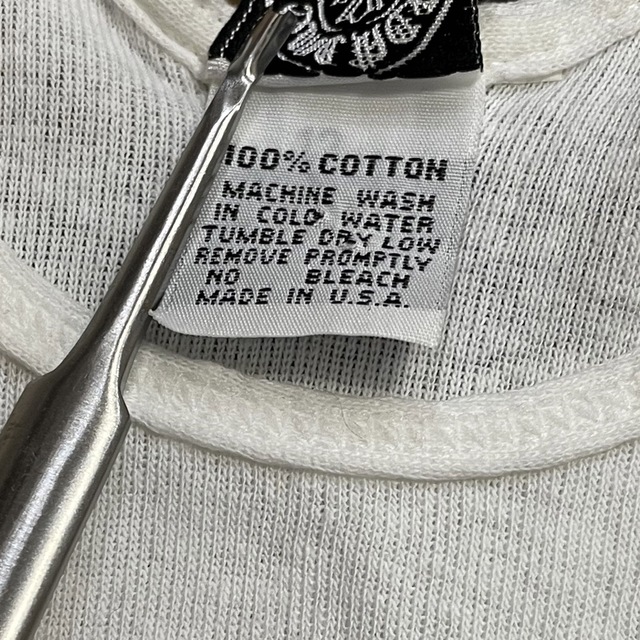 100% COTTON
MACHINE WASH
IN COLD WATER
TUMBLE DRY LOW
REMOVE PROMPTLY
NO BLEACH
MADE IN U.S.A.